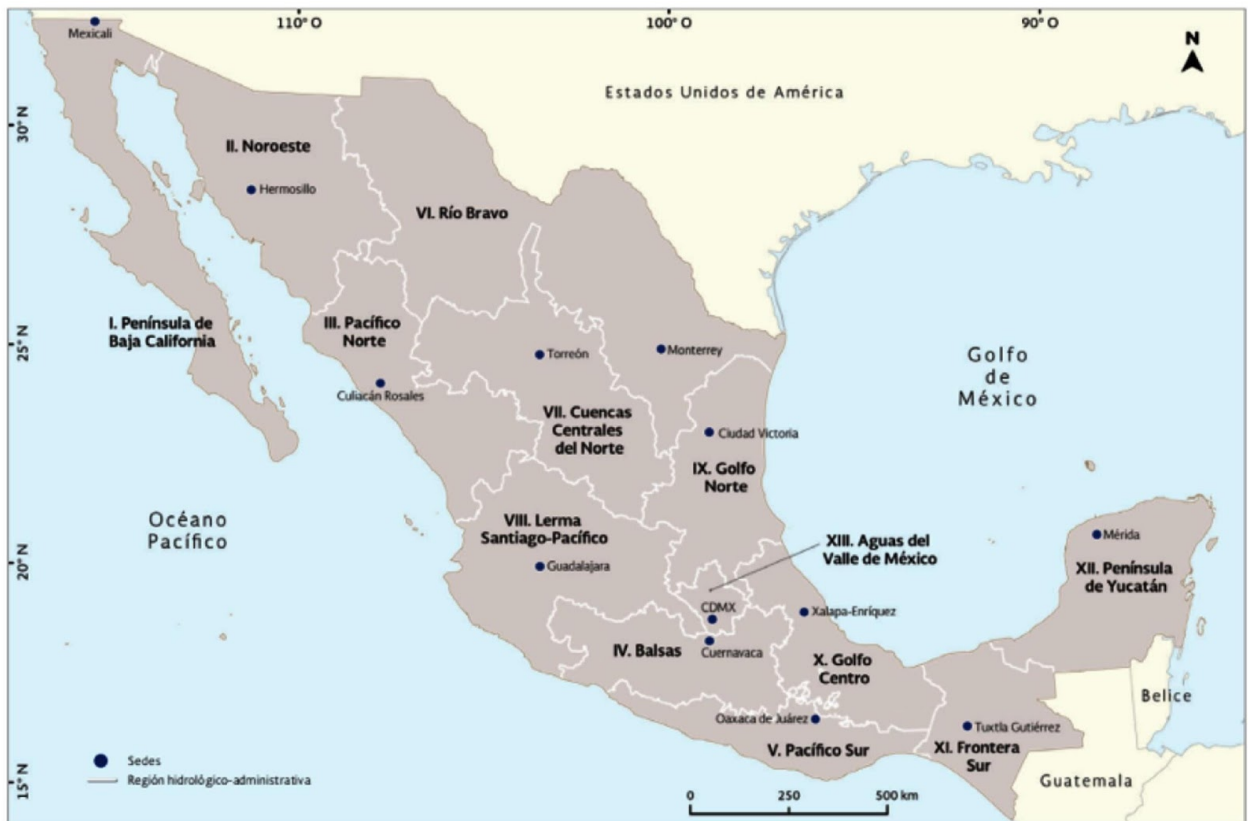 110° O
100° O
90° O
Mexicali
N
Estados Unidos de América
30° N
II. Noroeste
Hermosillo
VI. Río Bravo
I. Península de
Baja California
III. Pacífico
Norte
25° N
Torreón
Monterrey
Golfo
de
México
Culiacán Rosales
VII. Cuencas
Centrales
del Norte
Ciudad Victoria
IX. Golfo
Norte
Océano
Pacífico
VIII. Lerma
Santiago-Pacífico
XIII. Aguas del
Valle de México
Mérida
20° N
Guadalajara
XII. Península
de Yucatán
CDMX
Xalapa-Enríquez
IV. Balsas
Cuernavaca
X. Golfo
Centro
Belice
Oaxaca de Juárez
Tuxtla Gutiérrez
V. Pacífico Sur
XI. Frontera
Sur
Guatemala
15° N
Sedes
Región hidrológico-administrativa
0 250 500 km